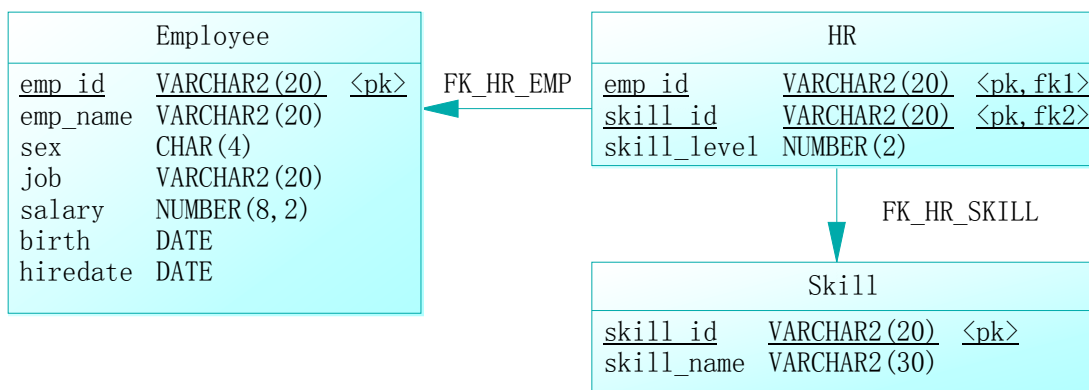 Employee
emp_id VARCHAR2(20) <pk>
emp_name VARCHAR2(20)
sex CHAR(4)
job VARCHAR2(20)
salary NUMBER(8,2)
birth DATE
hiredate DATE
FK_HR_EMP
HR
emp_id VARCHAR2(20) <pk,fk1>
skill_id VARCHAR2(20) <pk,fk2>
skill_level NUMBER(2)
FK_HR_SKILL
Skill
skill_id VARCHAR2(20) <pk>
skill_name VARCHAR2(30)